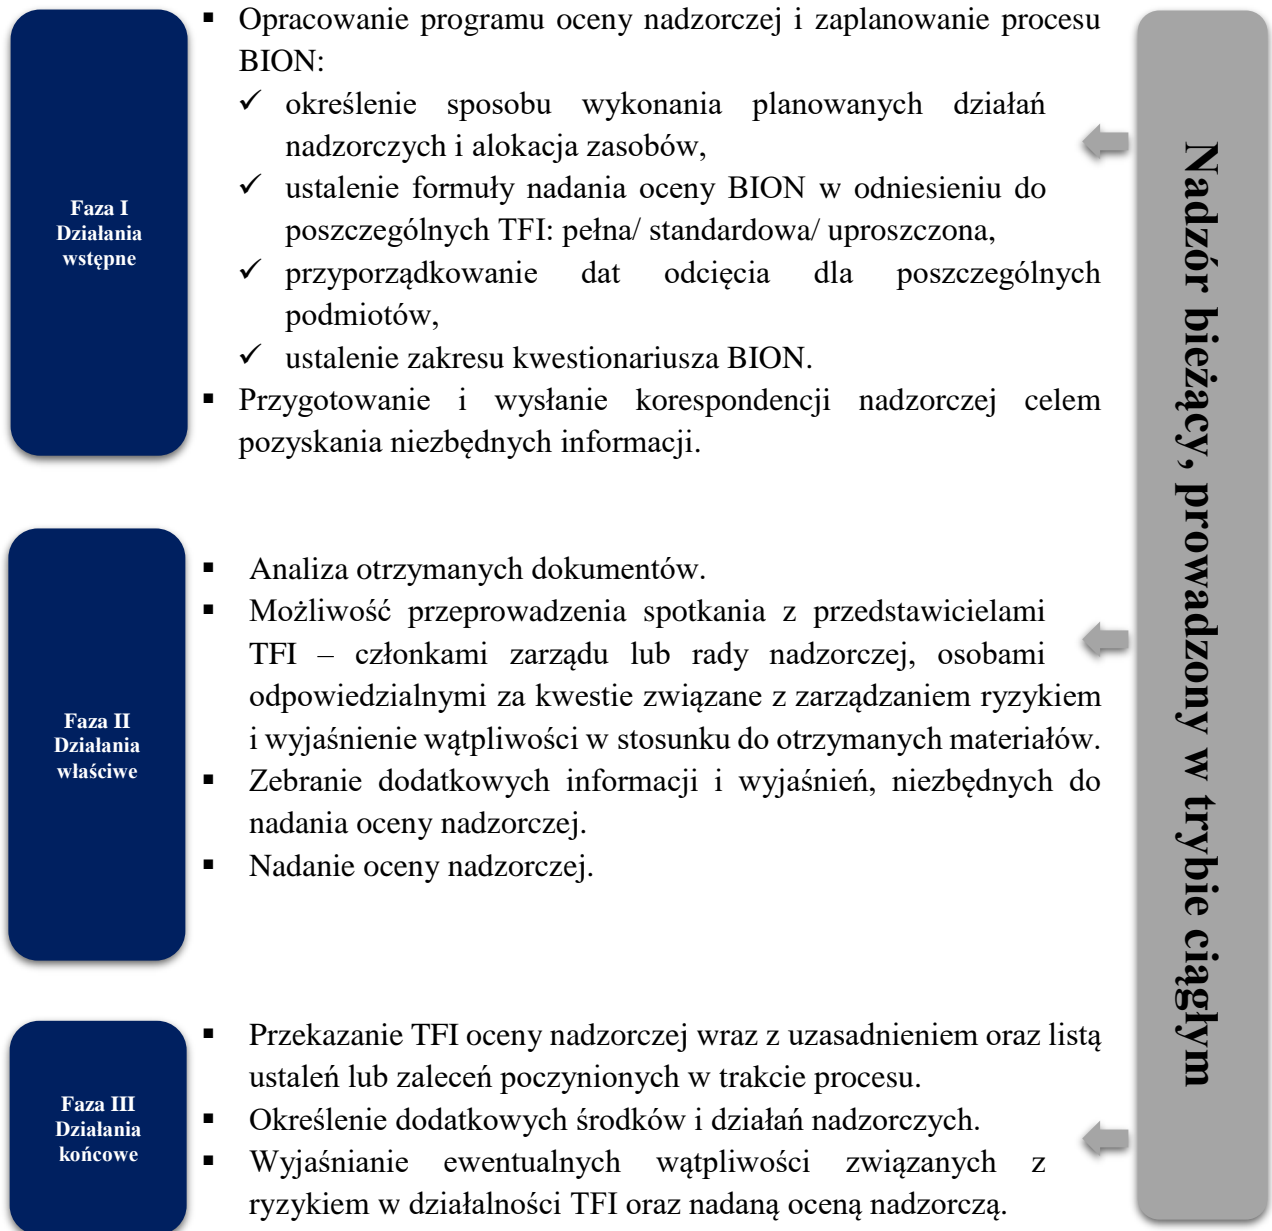 Faza I
Działania
wstępne
▪ Opracowanie programu oceny nadzorczej i zaplanowanie procesu
BION:
✓ określenie sposobu wykonania planowanych działań
nadzorczych i alokacja zasobów,
✓ ustalenie formuły nadania oceny BION w odniesieniu do
poszczególnych TFI: pełna/ standardowa/ uproszczona,
✓ przyporządkowanie dat odcięcia dla poszczególnych
podmiotów,
✓ ustalenie zakresu kwestionariusza BION.
▪ Przygotowanie i wysłanie korespondencji nadzorczej celem
pozyskania niezbędnych informacji.
Faza II
Działania
właściwe
▪ Analiza otrzymanych dokumentów.
▪ Możliwość przeprowadzenia spotkania z przedstawicielami
TFI – członkami zarządu lub rady nadzorczej, osobami
odpowiedzialnymi za kwestie związane z zarządzaniem ryzykiem
i wyjaśnienie wątpliwości w stosunku do otrzymanych materiałów.
▪ Zebranie dodatkowych informacji i wyjaśnień, niezbędnych do
nadania oceny nadzorczej.
▪ Nadanie oceny nadzorczej.
Faza III
Działania
końcowe
▪ Przekazanie TFI oceny nadzorczej wraz z uzasadnieniem oraz listą
ustaleń lub zaleceń poczynionych w trakcie procesu.
▪ Określenie dodatkowych środków i działań nadzorczych.
▪ Wyjaśnianie ewentualnych wątpliwości związanych z
ryzykiem w działalności TFI oraz nadaną oceną nadzorczą.
Nadzór bieżący, prowadzony w trybie ciągłym